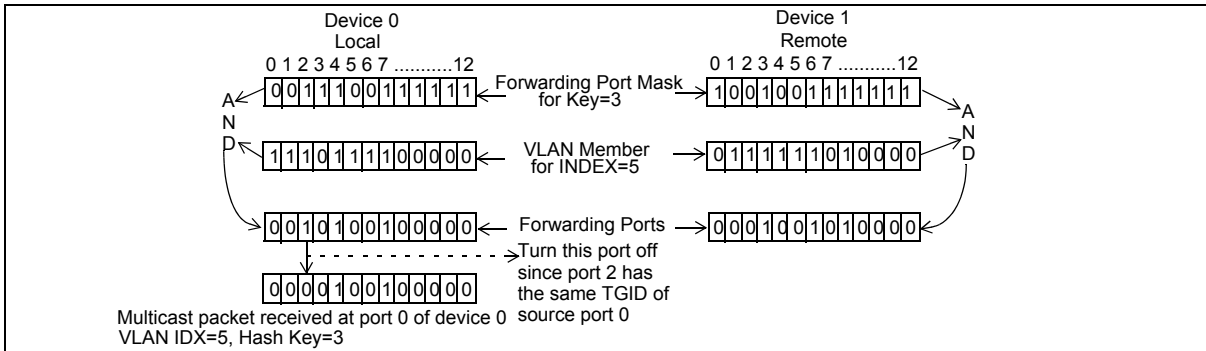 Device 0
Local
Device 1
Remote
0 1 2 3 4 5 6 7 ...........12
0 1 2 3 4 5 6 7 ...........12
0 0 1 1 1 0 0 1 1 1 1 1 1
Forwarding Port Mask
for Key=3
1 0 0 1 0 0 1 1 1 1 1 1 1
A
N
D
A
N
D
1 1 1 0 1 1 1 1 0 0 0 0 0
VLAN Member
for INDEX=5
0 1 1 1 1 1 1 0 1 0 0 0 0
0 0 1 0 1 0 0 1 0 0 0 0 0
Forwarding Ports
0 0 0 1 0 0 1 0 1 0 0 0 0
Turn this port off
since port 2 has
the same TGID of
source port 0
0 0 0 0 1 0 0 1 0 0 0 0 0
Multicast packet received at port 0 of device 0
VLAN IDX=5, Hash Key=3